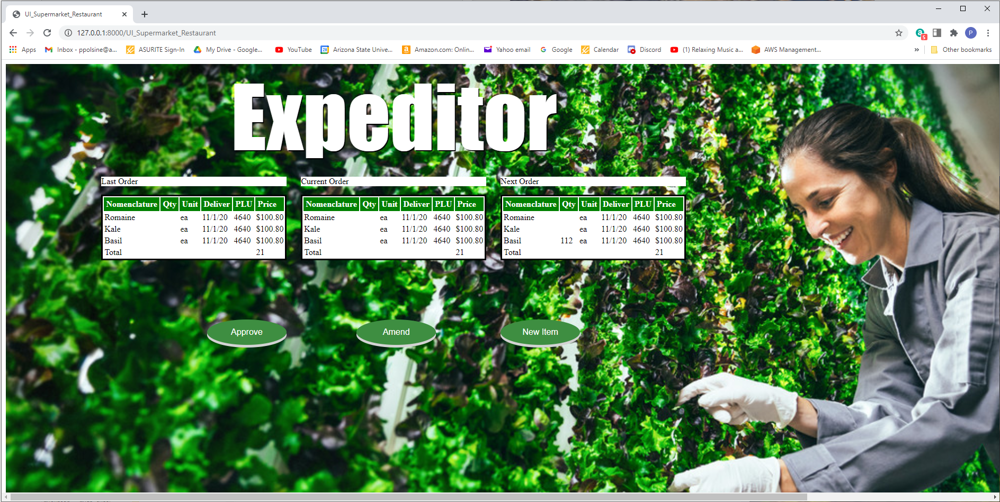 UI_Supermarket_Restaurant
127.0.0.1:8000/UI_Supermarket_Restaurant
P
5
Apps Inbox - ppolsine@a... ASURITE Sign-In My Drive - Google... YouTube 28 Arizona State Unive... a Amazon.com: Onlin... Yahoo email G Google Calendar Discord (1) Relaxing Music a... AWS Management... » Other bookmarks
Expeditor
Last Order
Nomenclature Qty Unit Deliver PLU Price
Romaine ea 11/1/20 4640 $100.80
Kale ea 11/1/20 4640 $100.80
Basil ea 11/1/20 4640 $100.80
Total 21
Current Order
Nomenclature Qty Unit Deliver PLU Price
Romaine ea 11/1/20 4640 $100.80
Kale ea 11/1/20 4640 $100.80
Basil ea 11/1/20 4640 $100.80
Total 21
Next Order
Nomenclature Qty Unit Deliver PLU Price
Romaine ea 11/1/20 4640 $100.80
Kale ea 11/1/20 4640 $100.80
Basil 112 ea 11/1/20 4640 $100.80
Total 21
Approve
Amend
New Item